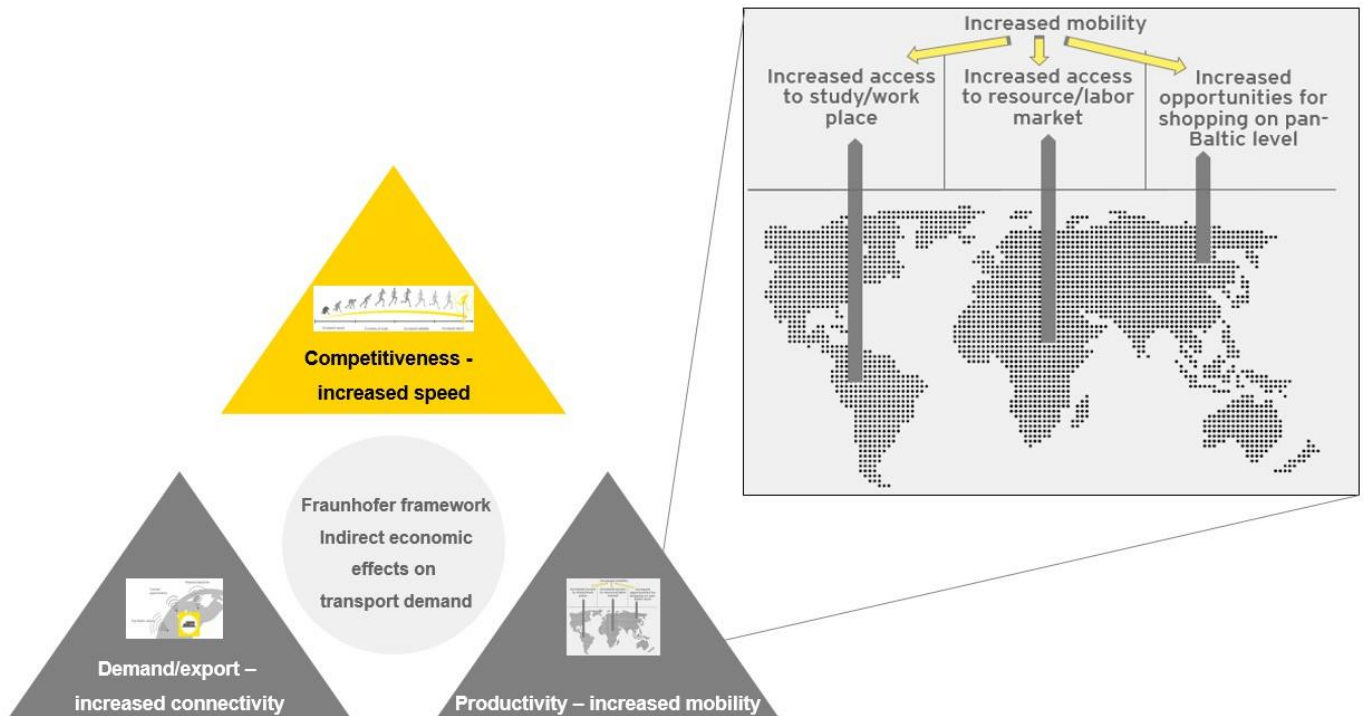 Increased mobility
Increased access
to study/work
place
Increased access
to resource/labor
market
Increased
opportunities for
shopping on pan-
Baltic level
Competitiveness -
increased speed
Fraunhofer framework
Indirect economic
effects on
transport demand
Demand/export –
increased connectivity
Productivity – increased mobility